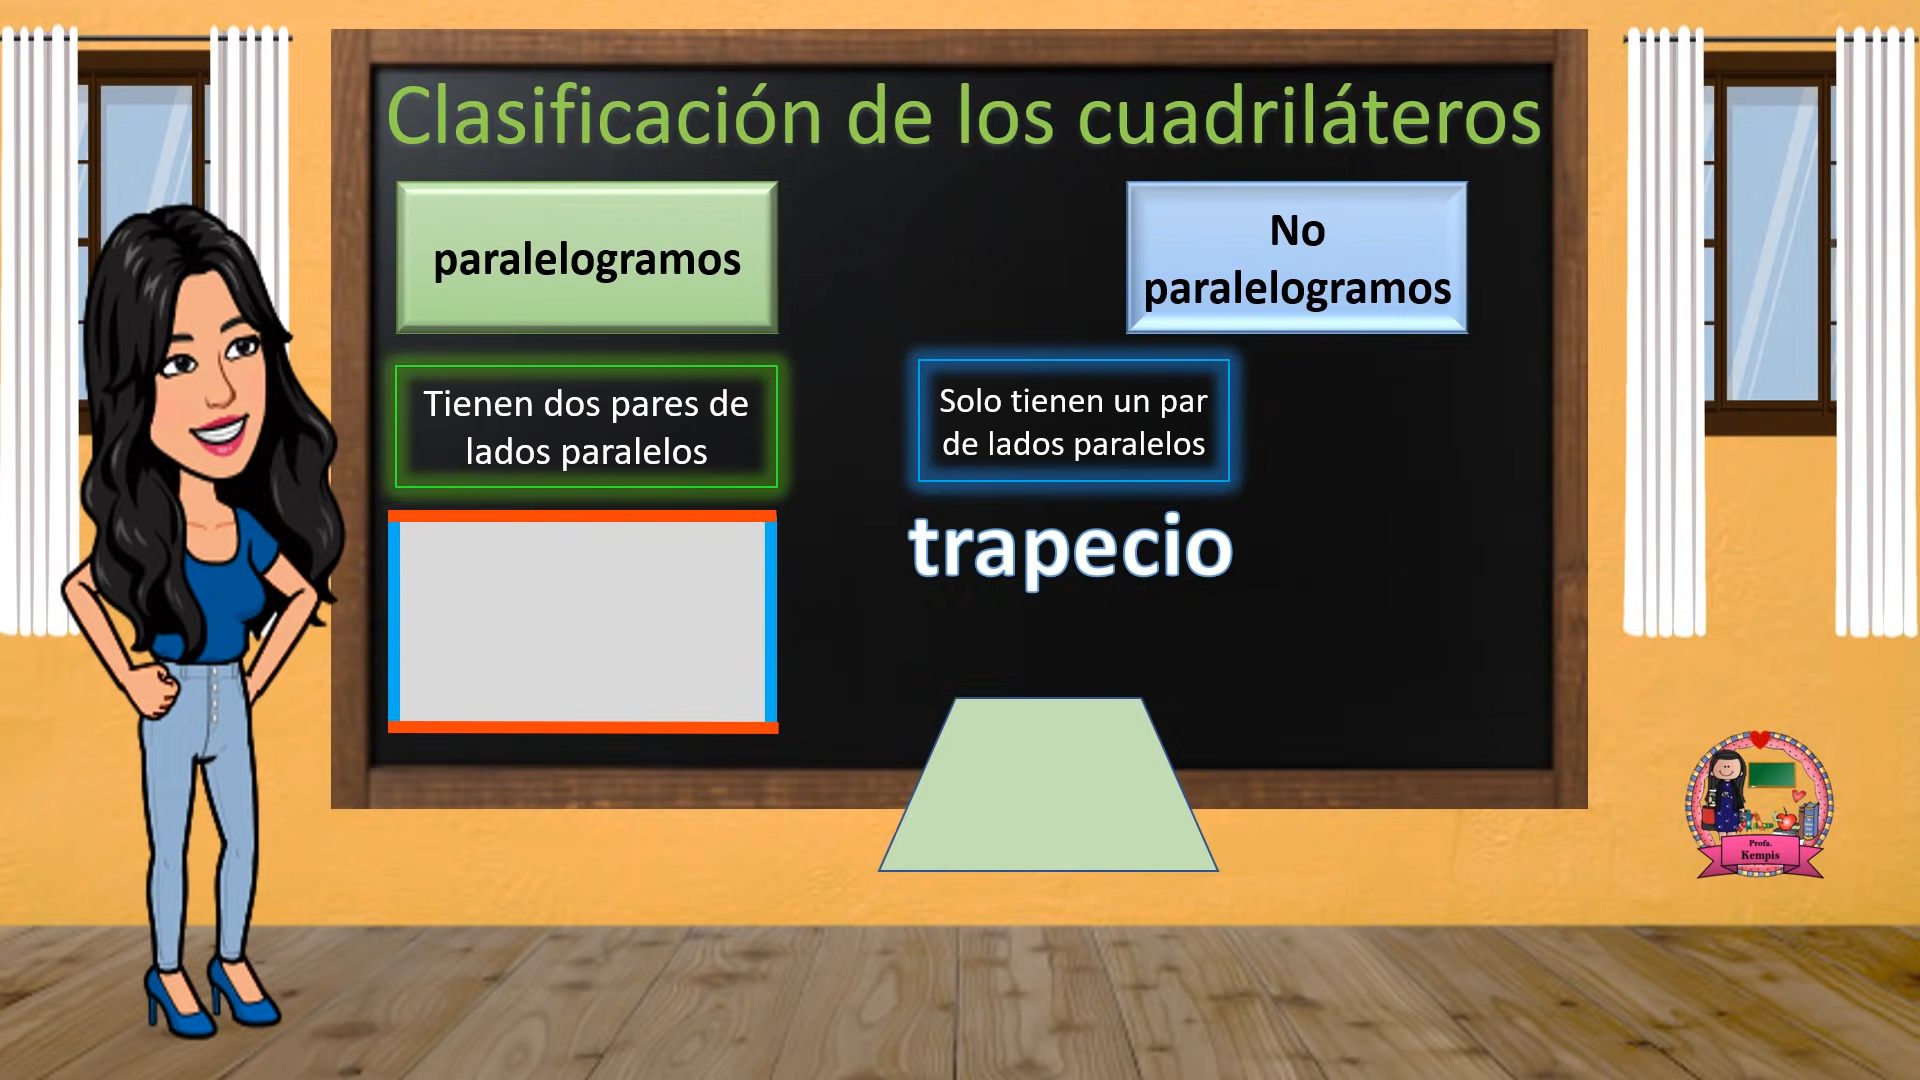 Clasificación de los cuadriláteros
paralelogramos
No
paralelogramos
Tienen dos pares de
lados paralelos
Solo tienen un par
de lados paralelos
trapecio
Profa.
Kempis